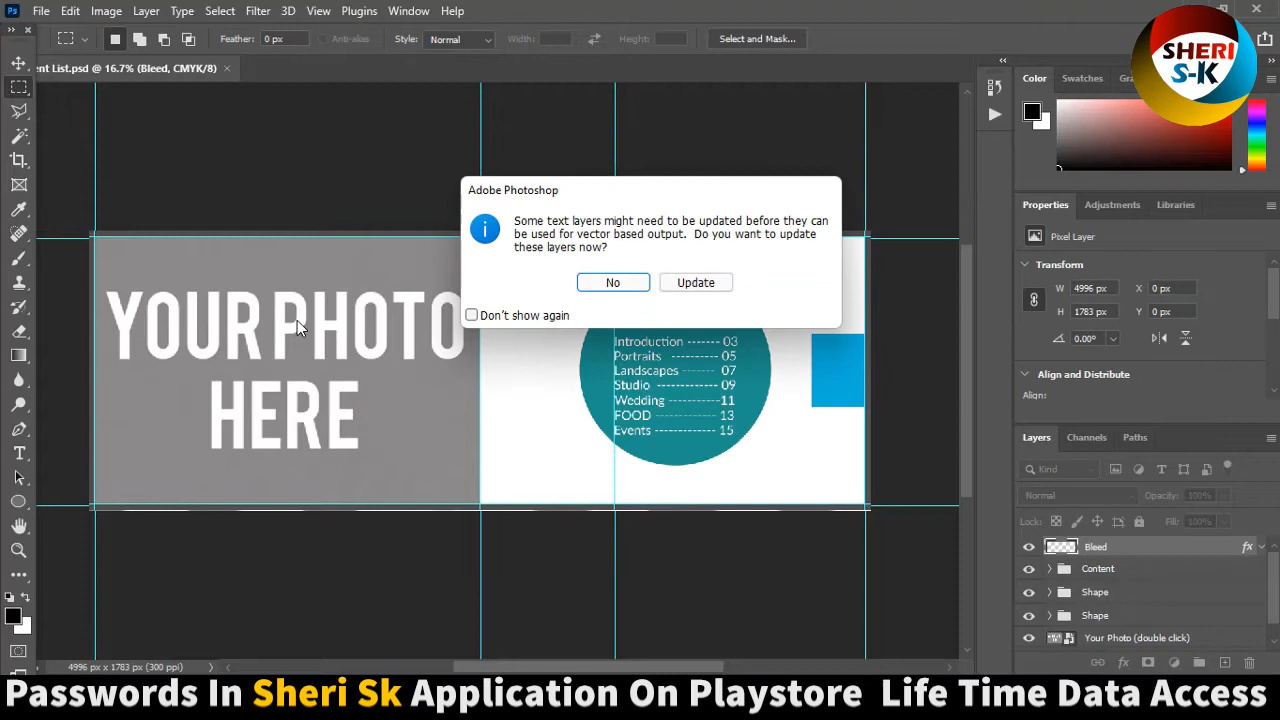 Ps File Edit Image Layer Type Select Filter 3D View Plugins Window Help
Feather: 0 px Anti-alias Style: Normal Width: Height: Select and Mask...
SHERI
S-K
ent List.psd @ 16.7% (Bleed, CMYK/8) ×
Color Swatches Gra
Adobe Photoshop
Some text layers might need to be updated before they can
be used for vector based output. Do you want to update
these layers now?
No Update
Don't show again
YOUR PHOTO
HERE
Introduction ------- 03
Portraits ------- 05
Landscapes ------- 07
Studio ------------- 09
Wedding ----------- 11
FOOD ------------- 13
Events ------------- 15
Properties Adjustments Libraries
Pixel Layer
Transform
W 4996 px X 0 px
H 1783 px Y 0 px
0.00°
Align and Distribute
Align:
Layers Channels Paths
Kind
Normal Opacity: 100%
Lock: Fill: 100%
Bleed fx
Content
Shape
Shape
Your Photo (double click)
fx
4996 px x 1783 px (300 ppi)
Passwords In Sheri Sk Application On Playstore Life Time Data Access